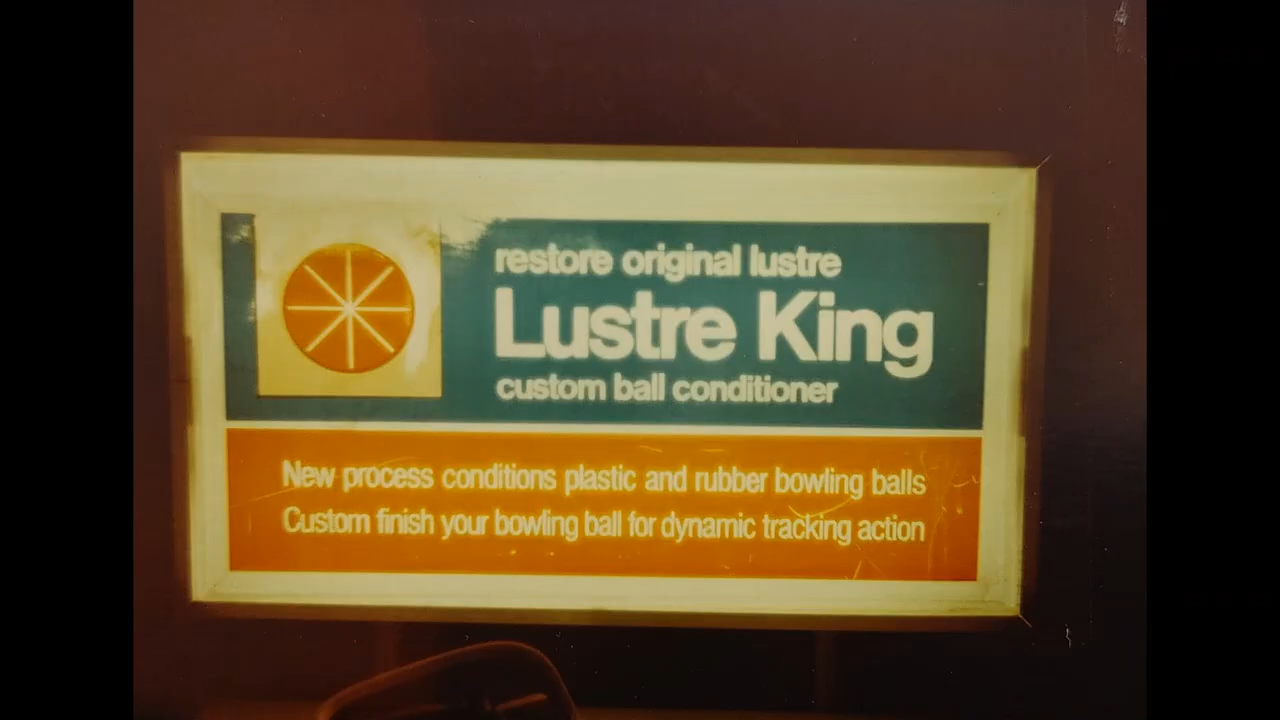 restore original lustre
Lustre King
custom ball conditioner
New process conditions plastic and rubber bowling balls
Custom finish your bowling ball for dynamic tracking action